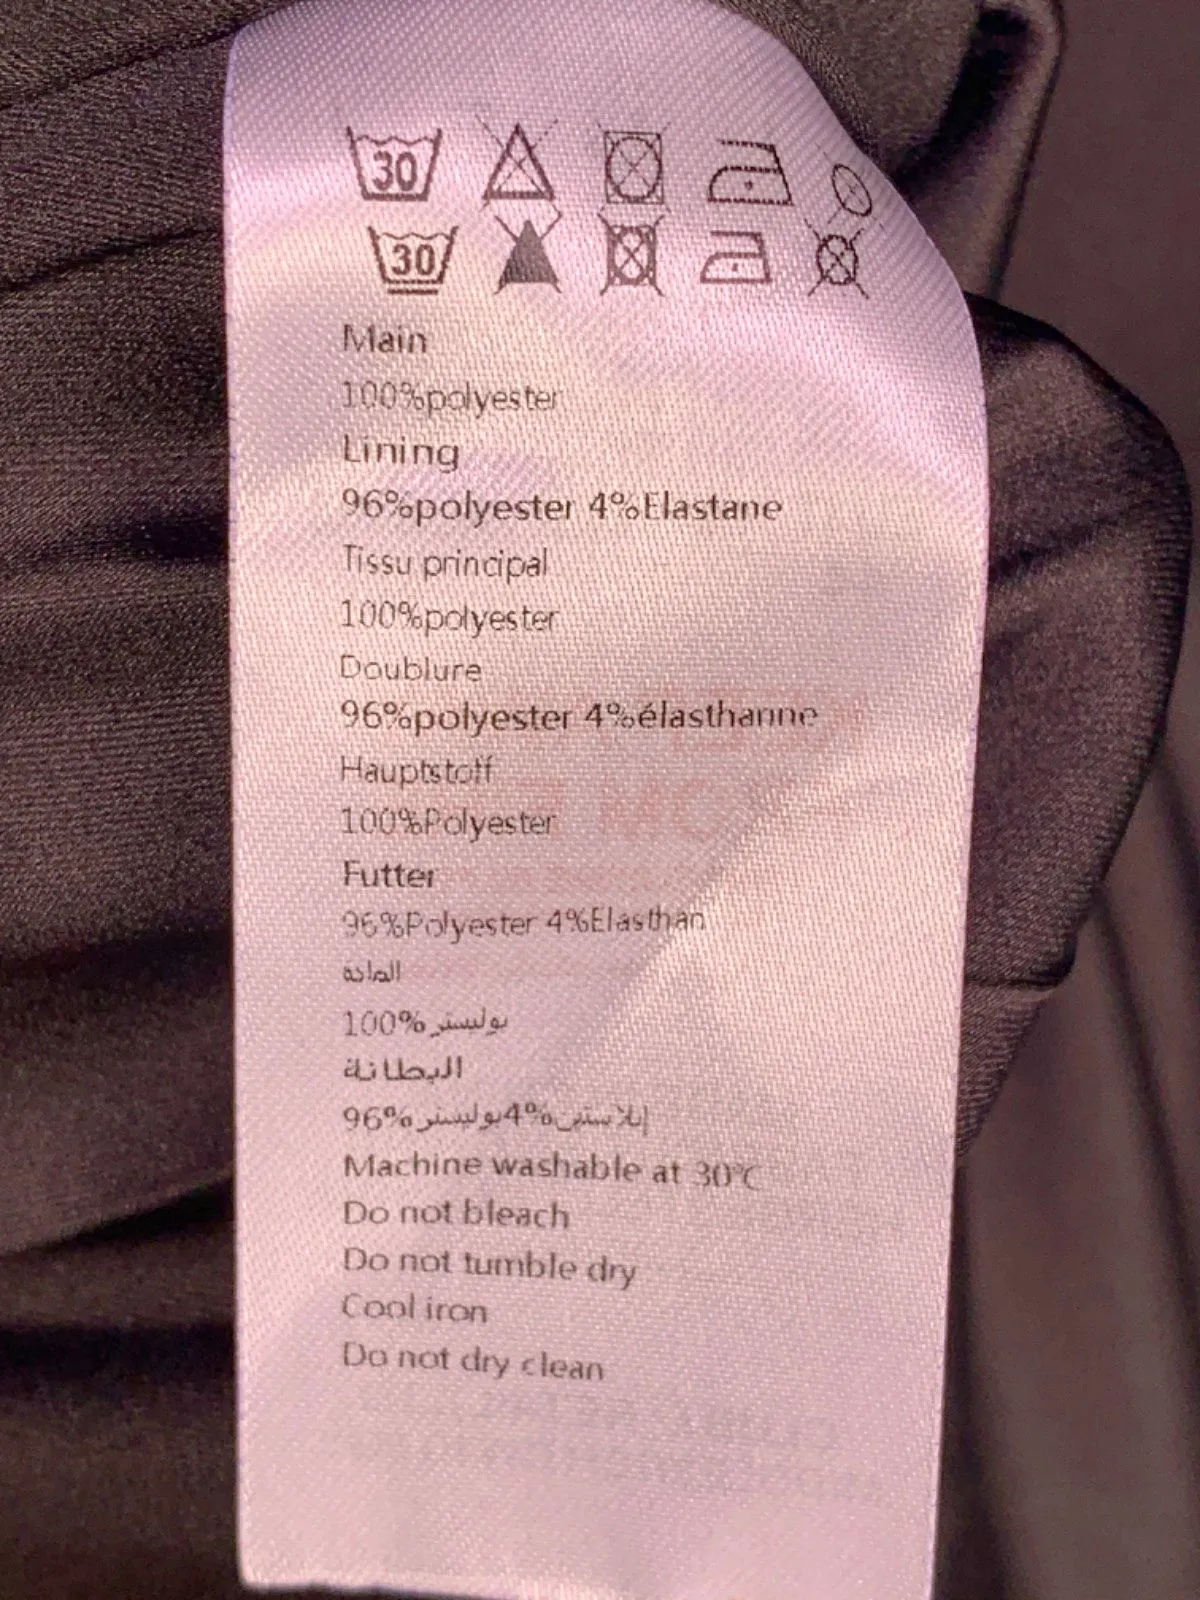 30
30
Main
100%polyester
Lining
96%polyester 4%Elastane
Tissu principal
100%polyester
Doublure
96%polyester 4%élasthanne
Hauptstoff
100%Polyester
Futter
96%Polyester 4%Elasthan
المادة
100% بوليستر
البطانة
96% بوليستر 4% إيلاستين
Machine washable at 30°C
Do not bleach
Do not tumble dry
Cool iron
Do not dry clean